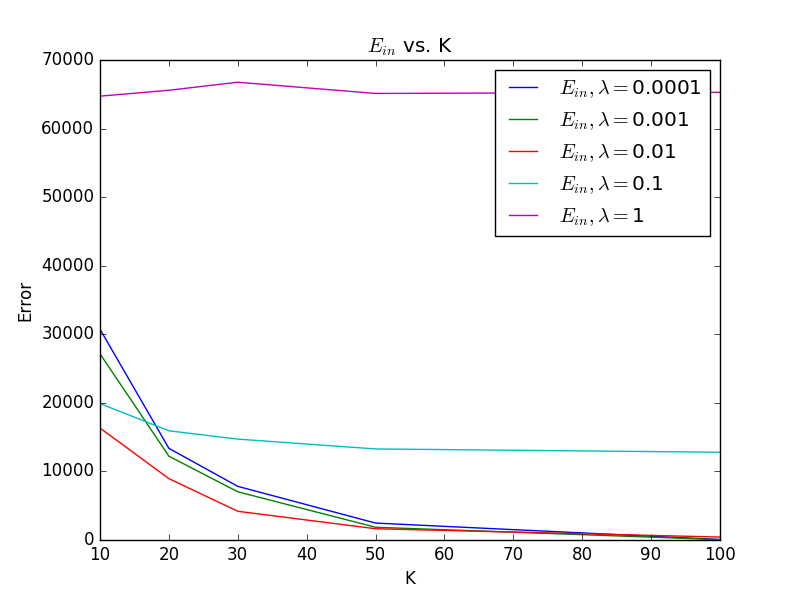 E_in vs. K
70000
60000
50000
40000
30000
20000
10000
0
Error
E_in, λ = 0.0001
E_in, λ = 0.001
E_in, λ = 0.01
E_in, λ = 0.1
E_in, λ = 1
10 20 30 40 50 60 70 80 90 100
K